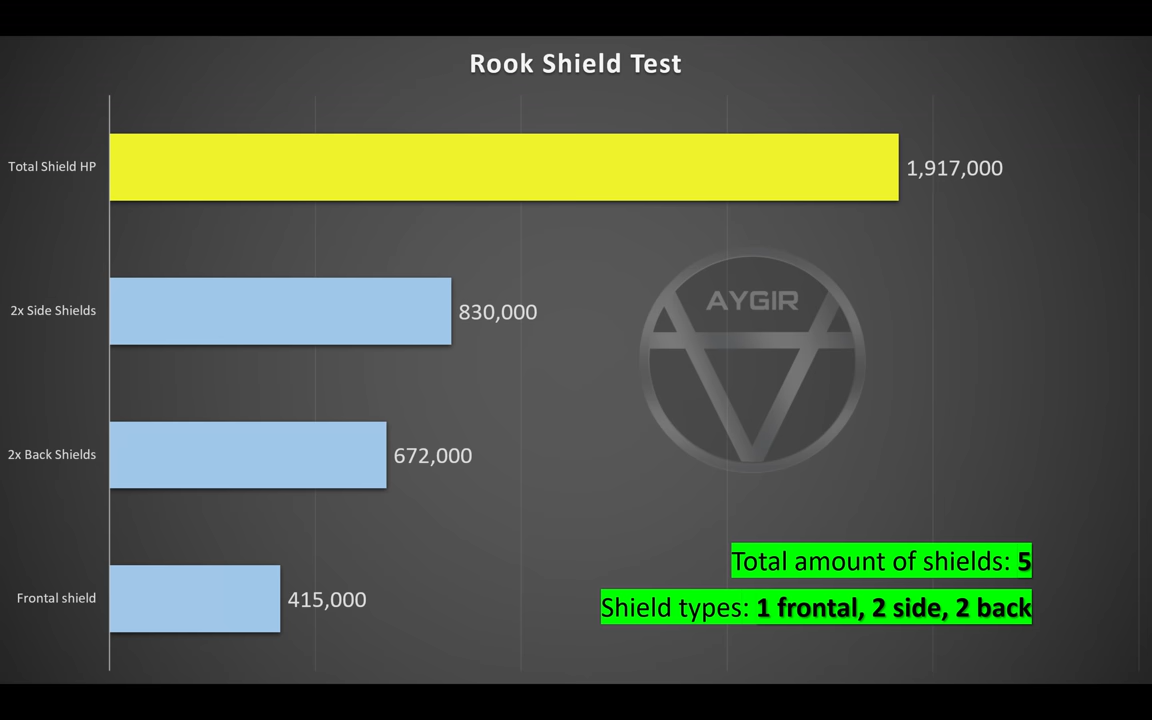 Rook Shield Test
Total Shield HP
1,917,000
2x Side Shields
830,000
AYGIR
2x Back Shields
672,000
Total amount of shields: 5
Frontal shield
415,000
Shield types: 1 frontal, 2 side, 2 back